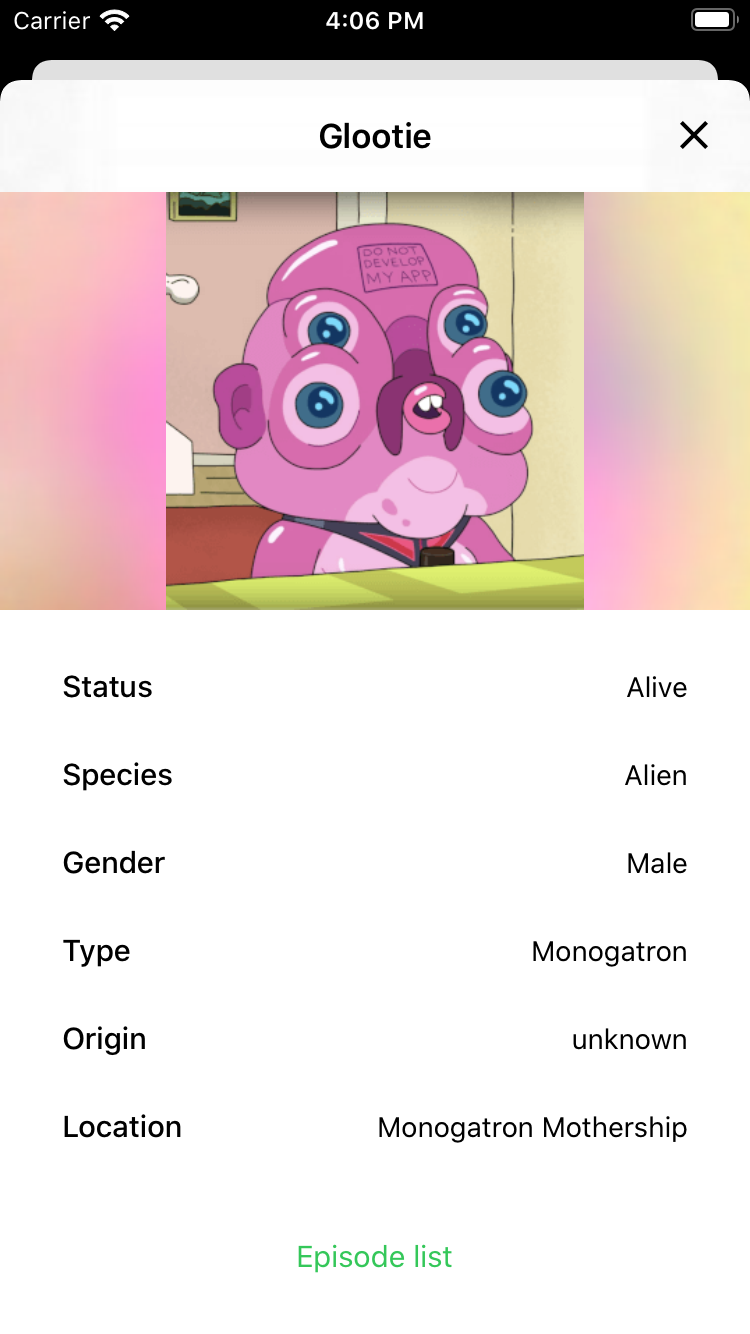 Carrier 4:06 PM
Glootie
DO NOT
DEVELOP
MY APP
Status Alive
Species Alien
Gender Male
Type Monogatron
Origin unknown
Location Monogatron Mothership
Episode list